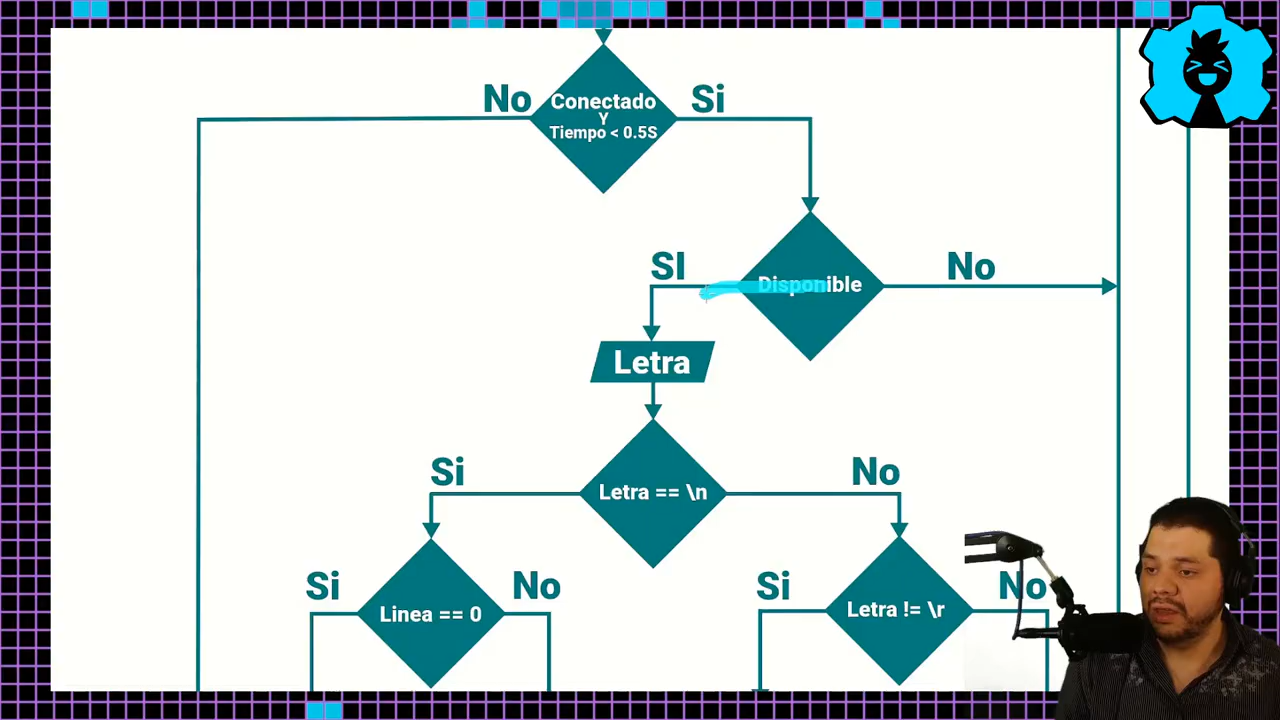 No
Conectado
Y
Tiempo < 0.5S
Si
SI
Disponible
No
Letra
Si
Letra == \n
No
Si
Linea == 0
No
Si
Letra != \r
No